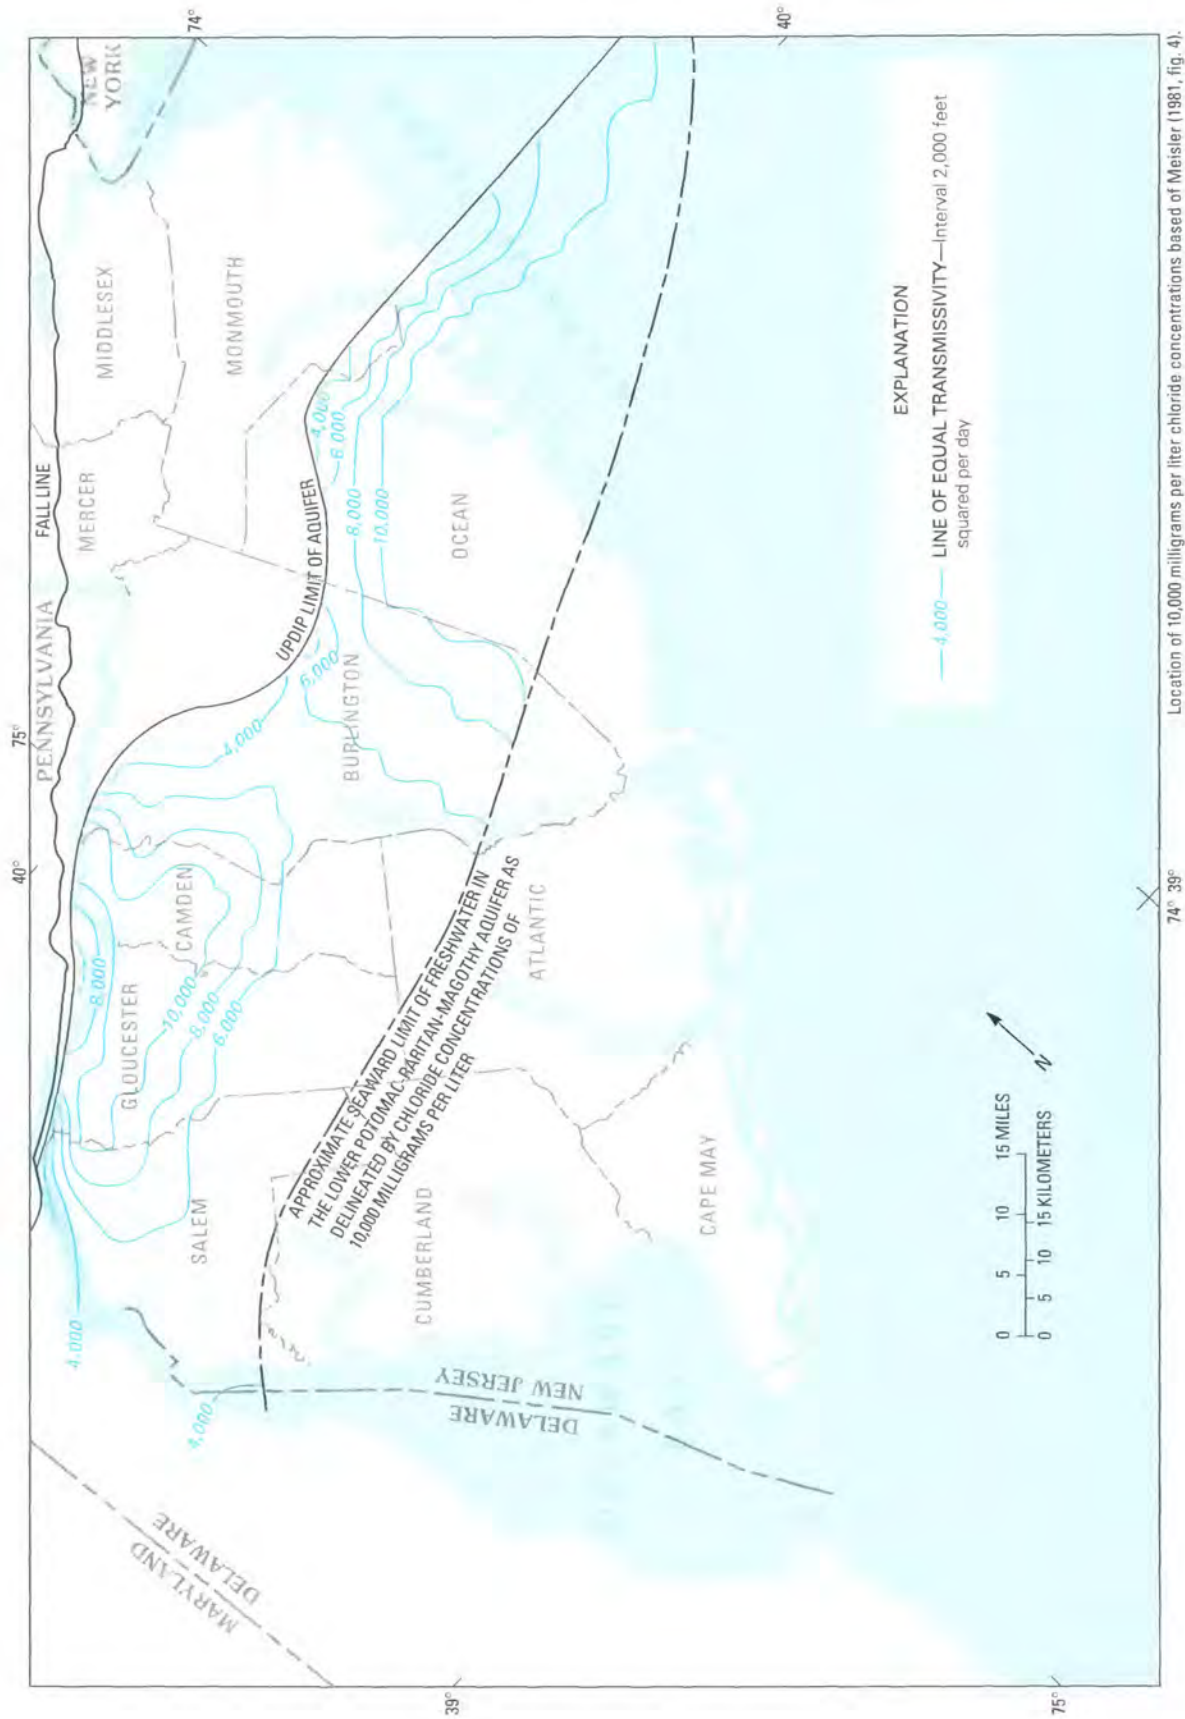 74°
40°
NEW
YORK
FALL LINE
PENNSYLVANIA
75°
40°
MIDDLESEX
MONMOUTH
MERCER
UPDIP LIMIT OF AQUIFER
4,000
6,000
8,000
10,000
OCEAN
6,000
BURLINGTON
4,000
8,000
CAMDEN
GLOUCESTER
10,000
8,000
6,000
ATLANTIC
APPROXIMATE SEAWARD LIMIT OF FRESHWATER IN
THE LOWER POTOMAC-RARITAN-MAGOTHY AQUIFER AS
DELINEATED BY CHLORIDE CONCENTRATIONS OF
10,000 MILLIGRAMS PER LITER
SALEM
CUMBERLAND
CAPE MAY
4,000
4,000
NEW JERSEY
DELAWARE
MARYLAND
DELAWARE
39°
75°
74° 39°
EXPLANATION
4,000 LINE OF EQUAL TRANSMISSIVITY—Interval 2,000 feet
squared per day
N
0 5 10 15 MILES
0 5 10 15 KILOMETERS
Location of 10,000 milligrams per liter chloride concentrations based of Meisler (1981, fig. 4).